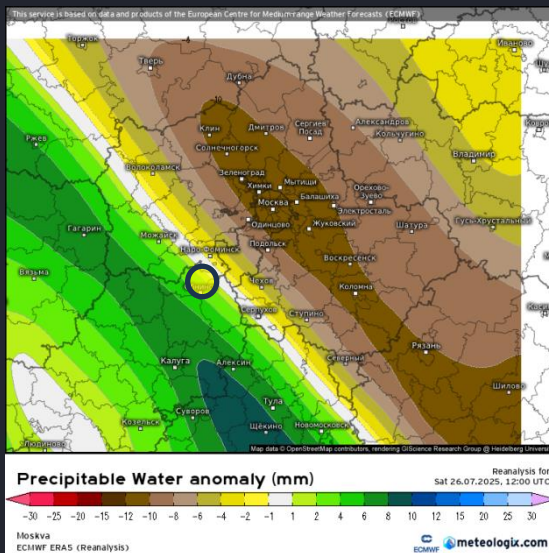 This service is based on data and products of the European Centre for Medium-range Weather Forecasts (ECMWF)
Торжок
Иваново
Тверь
Дубна
Клин
Дмитров
Сергиев
Посад
Александров
Кольчугино
Ржев
Солнечногорск
Владимир
Волоколамск
Зеленоград
Химки
Мытищи
Балашиха
Орехово-
Зуево
Москва
Электросталь
Гагарин
Одинцово
Жуковский
Шатура
Гусь-Хрустальный
Можайск
Подольск
Наро-Фоминск
Воскресенск
Вязьма
Чехов
Коломна
Серпухов
Ступино
Северный
Калуга
Алексин
Рязань
Суворов
Тула
Шилово
Козельск
Щёкино
Новомосковск
Людиново
Map data © OpenStreetMap contributors, rendering GIScience Research Group @ Heidelberg University
Precipitable Water anomaly (mm)
Reanalysis for
Sat 26.07.2025, 12:00 UTC
-30 -25 -20 -15 -12 -10 -8 -6 -4 -2 -1 1 2 4 6 8 10 12 15 20 25 30
Moskva
ECMWF ERA5 (Reanalysis)
ECMWF
meteologix.com